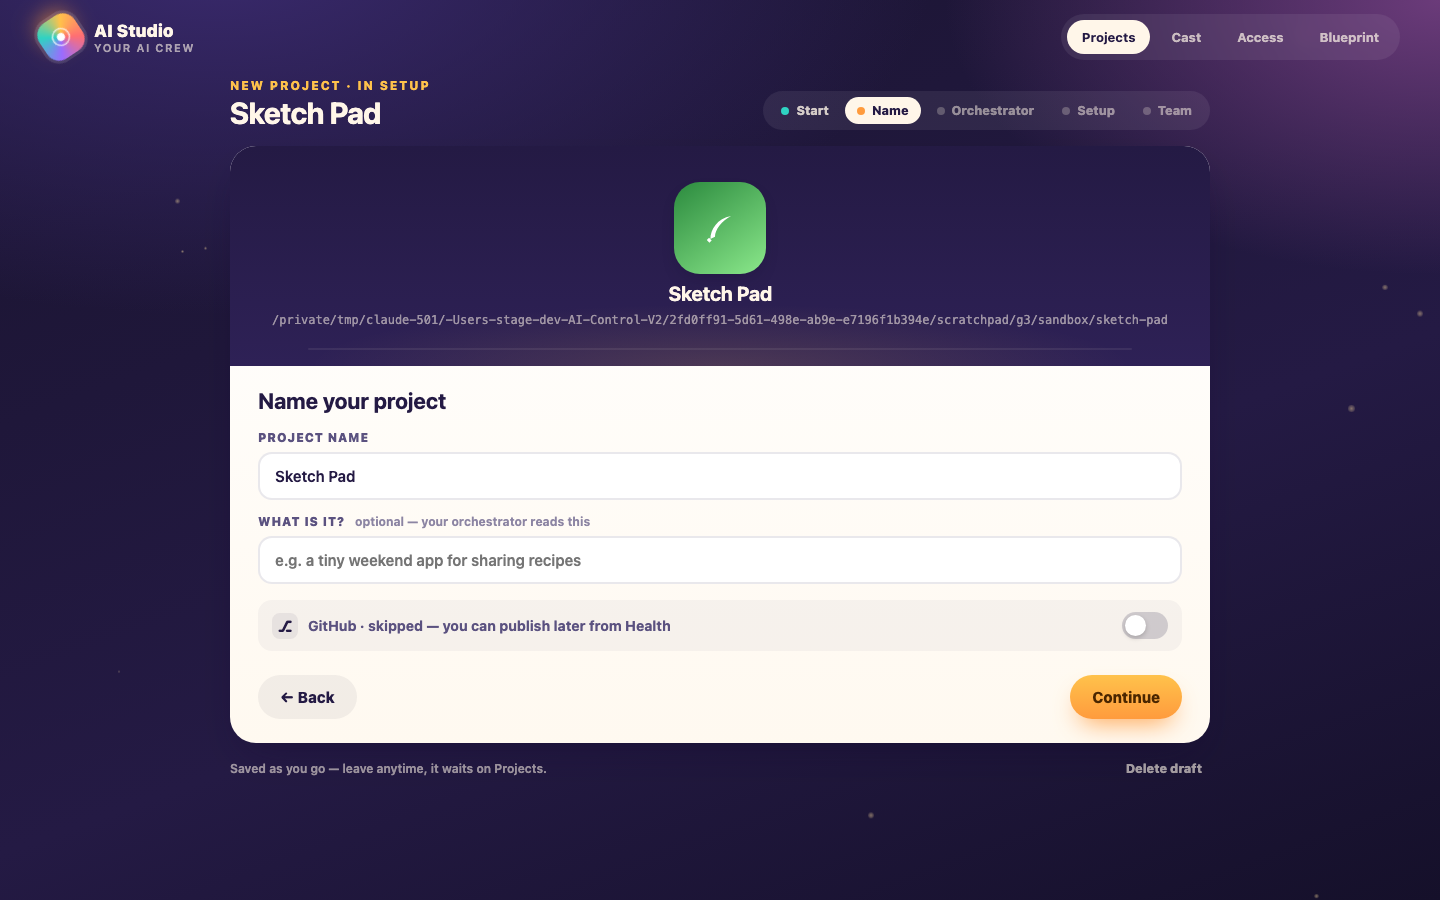 AI Studio
YOUR AI CREW
Projects
Cast
Access
Blueprint
NEW PROJECT · IN SETUP
Sketch Pad
Start
Name
Orchestrator
Setup
Team
Sketch Pad
/private/tmp/claude-501/-Users-stage-dev-AI-Control-V2/2fd0ff91-5d61-498e-ab9e-e7196f1b394e/scratchpad/g3/sandbox/sketch-pad
Name your project
PROJECT NAME
Sketch Pad
WHAT IS IT? optional — your orchestrator reads this
e.g. a tiny weekend app for sharing recipes
GitHub · skipped — you can publish later from Health
← Back
Continue
Saved as you go — leave anytime, it waits on Projects.
Delete draft